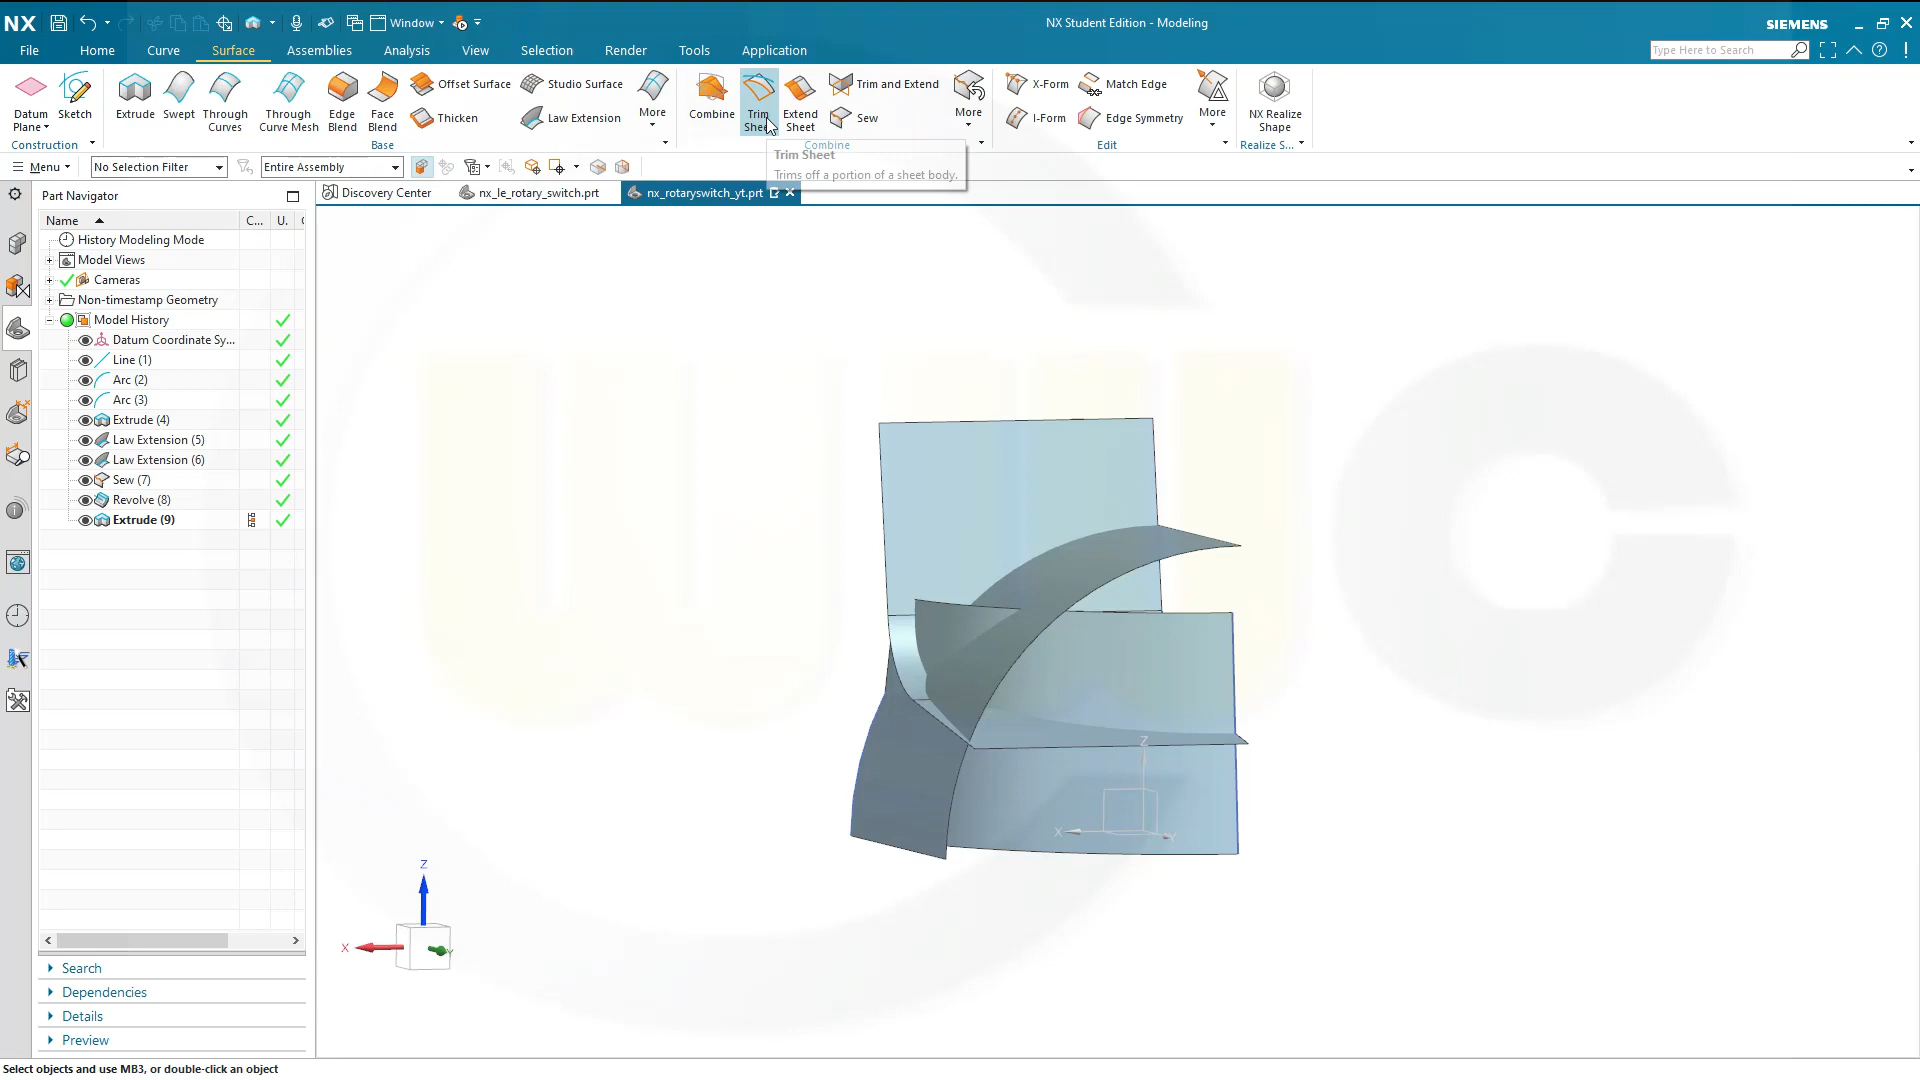 NX
Window
NX Student Edition - Modeling
SIEMENS
File
Home
Curve
Surface
Assemblies
Analysis
View
Selection
Render
Tools
Application
Type Here to Search
Datum
Plane
Sketch
Extrude
Swept
Through
Curves
Through
Curve Mesh
Edge
Blend
Face
Blend
Offset Surface
Thicken
Studio Surface
Law Extension
More
Combine
Trim
Sheet
Extend
Sheet
Trim and Extend
Sew
More
X-Form
I-Form
Match Edge
Edge Symmetry
More
NX Realize
Shape
Construction
Base
Combine
Edit
Realize S...
Trim Sheet
Trims off a portion of a sheet body.
Menu
No Selection Filter
Entire Assembly
Part Navigator
Discovery Center
nx_le_rotary_switch.prt
nx_rotaryswitch_yt.prt
Name
C...
U.
History Modeling Mode
Model Views
Cameras
Non-timestamp Geometry
Model History
Datum Coordinate Sy...
Line (1)
Arc (2)
Arc (3)
Extrude (4)
Law Extension (5)
Law Extension (6)
Sew (7)
Revolve (8)
Extrude (9)
Search
Dependencies
Details
Preview
Z
X
Y
Z
X
Y
Select objects and use MB3, or double-click an object